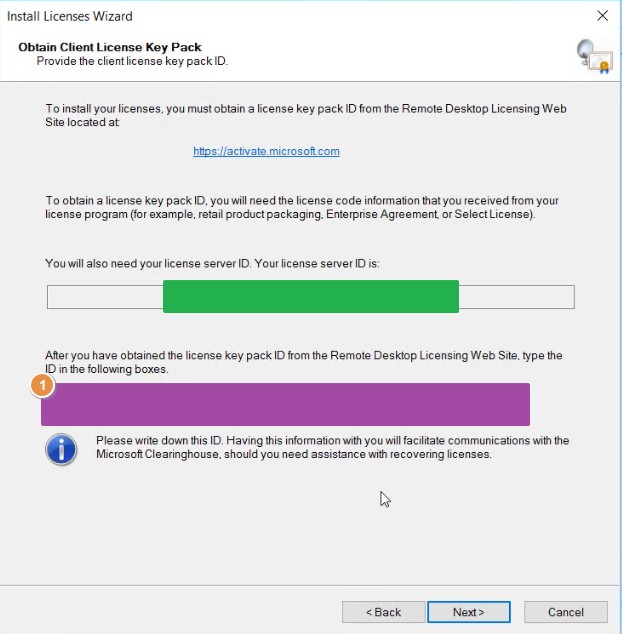 Install Licenses Wizard
Obtain Client License Key Pack
Provide the client license key pack ID.
To install your licenses, you must obtain a license key pack ID from the Remote Desktop Licensing Web
Site located at:
https://activate.microsoft.com
To obtain a license key pack ID, you will need the license code information that you received from your
license program (for example, retail product packaging, Enterprise Agreement, or Select License).
You will also need your license server ID. Your license server ID is:
After you have obtained the license key pack ID from the Remote Desktop Licensing Web Site, type the
ID in the following boxes.
1
Please write down this ID. Having this information with you will facilitate communications with the
Microsoft Clearinghouse, should you need assistance with recovering licenses.
< Back
Next >
Cancel